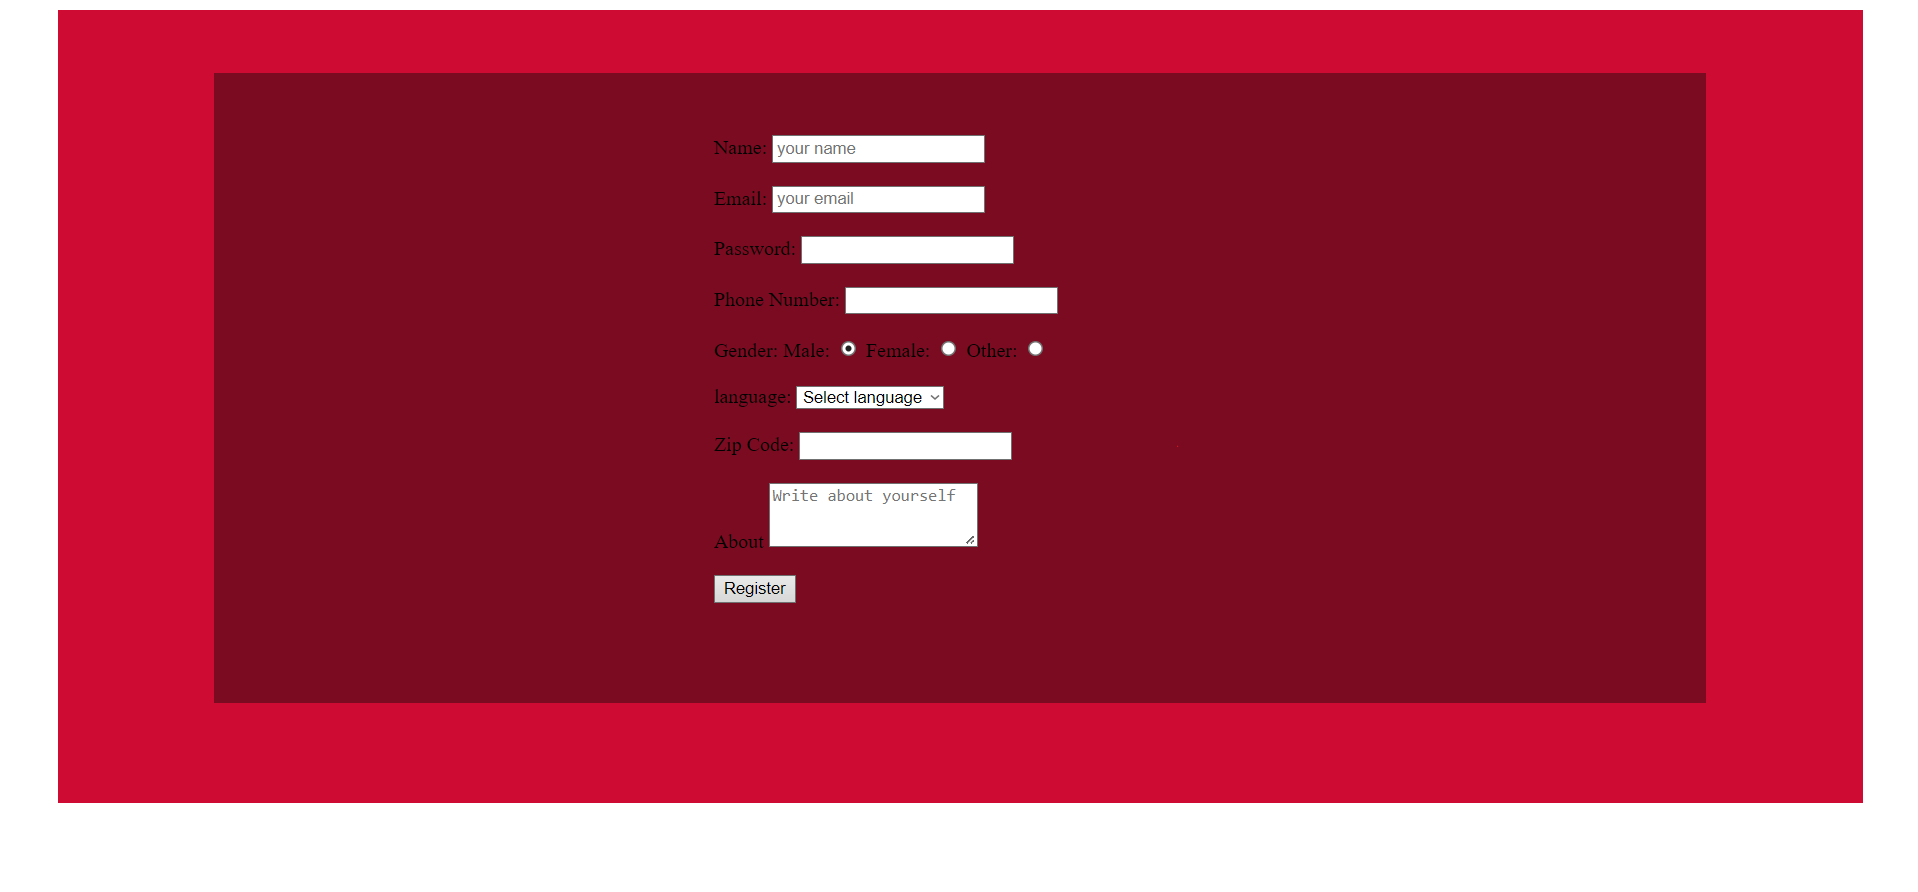 Name: your name
Email: your email
Password:
Phone Number:
Gender: Male: Female: Other:
language: Select language
Zip Code:
Write about yourself
About
Register